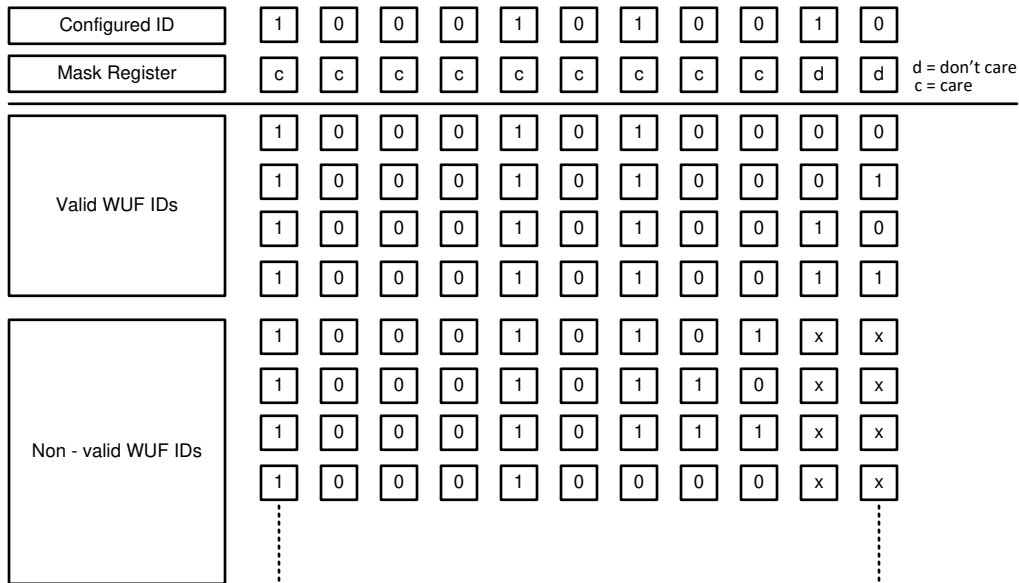 Configured ID 1 0 0 0 1 0 1 0 0 1 0
Mask Register c c c c c c c c c d d d = don't care
c = care
1 0 0 0 1 0 1 0 0 0 0
1 0 0 0 1 0 1 0 0 0 1
Valid WUF IDs
1 0 0 0 1 0 1 0 0 1 0
1 0 0 0 1 0 1 0 0 1 1
1 0 0 0 1 0 1 0 1 x x
1 0 0 0 1 0 1 1 0 x x
1 0 0 0 1 0 1 1 1 x x
Non - valid WUF IDs
1 0 0 0 1 0 0 0 0 x x